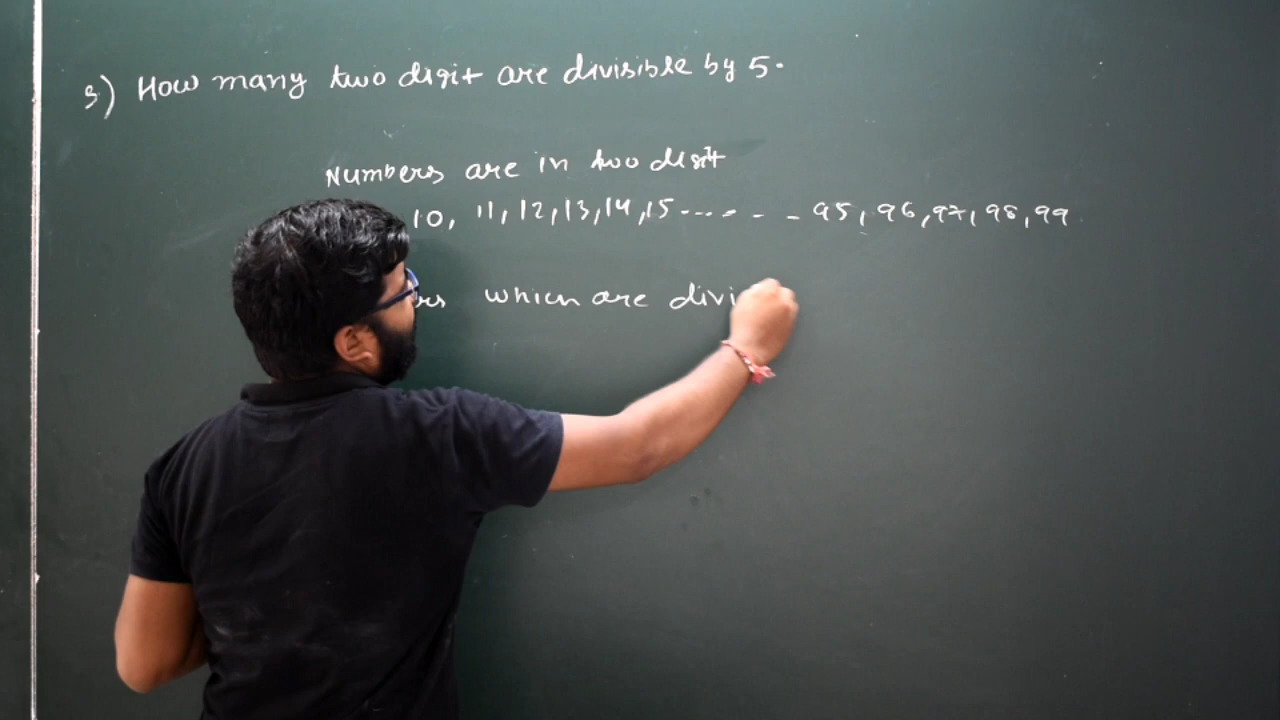 5) How many two digit are divisible by 5.
Numbers are in two digit
10, 11, 12, 13, 14, 15 ------- 95, 96, 97, 98, 99
which are